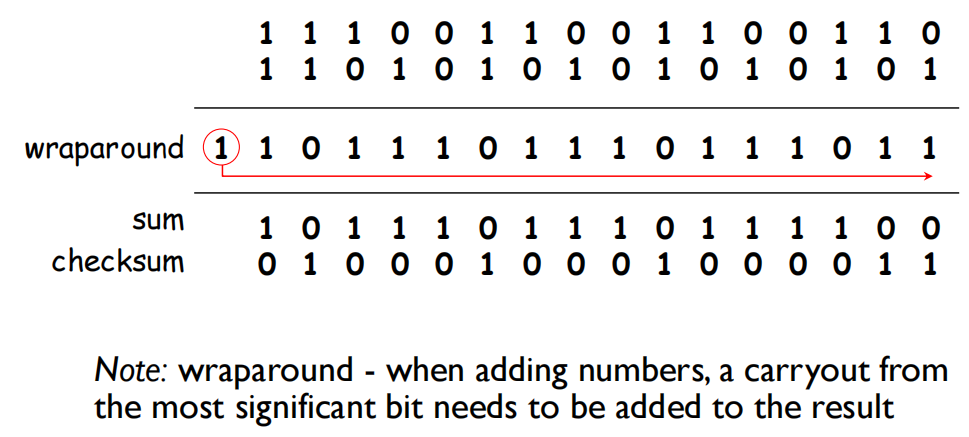 1 1 1 0 0 1 1 0 0 1 1 0 0 1 1 0
1 1 0 1 0 1 0 1 0 1 0 1 0 1 0 1
wraparound 1 1 0 1 1 1 0 1 1 1 0 1 1 1 0 1 1
sum 1 0 1 1 1 0 1 1 1 0 1 1 1 1 0 0
checksum 0 1 0 0 0 1 0 0 0 1 0 0 0 0 1 1
Note: wraparound - when adding numbers, a carryout from
the most significant bit needs to be added to the result